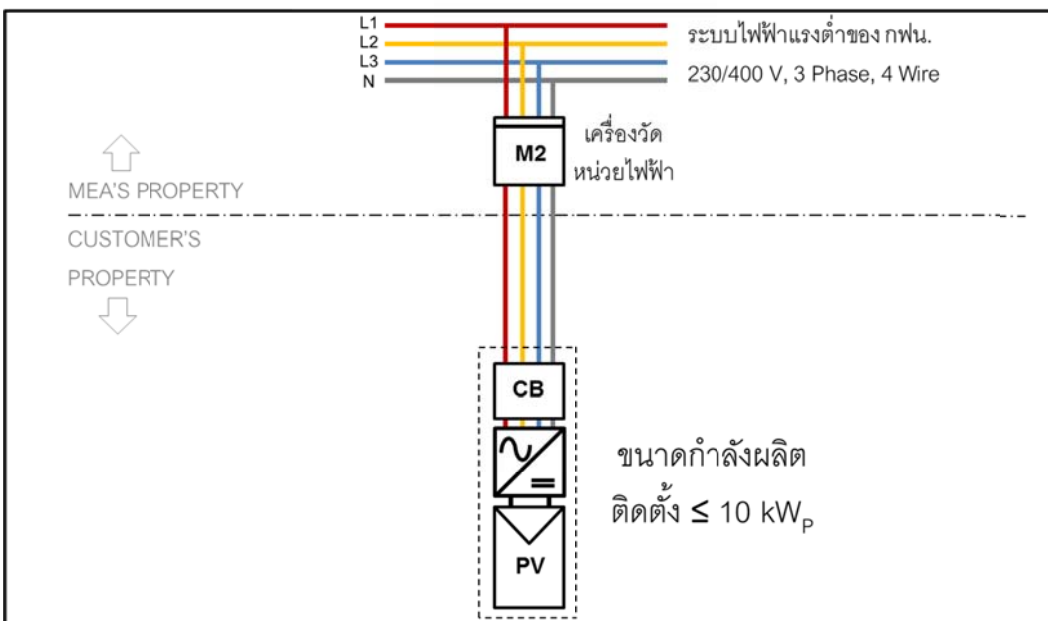 L1
L2
L3
N
ระบบไฟฟ้าแรงต่ำของ กฟน.
230/400 V, 3 Phase, 4 Wire
M2
เครื่องวัด
หน่วยไฟฟ้า
MEA'S PROPERTY
CUSTOMER'S
PROPERTY
CB
PV
ขนาดกำลังผลิต
ติดตั้ง ≤ 10 kWP